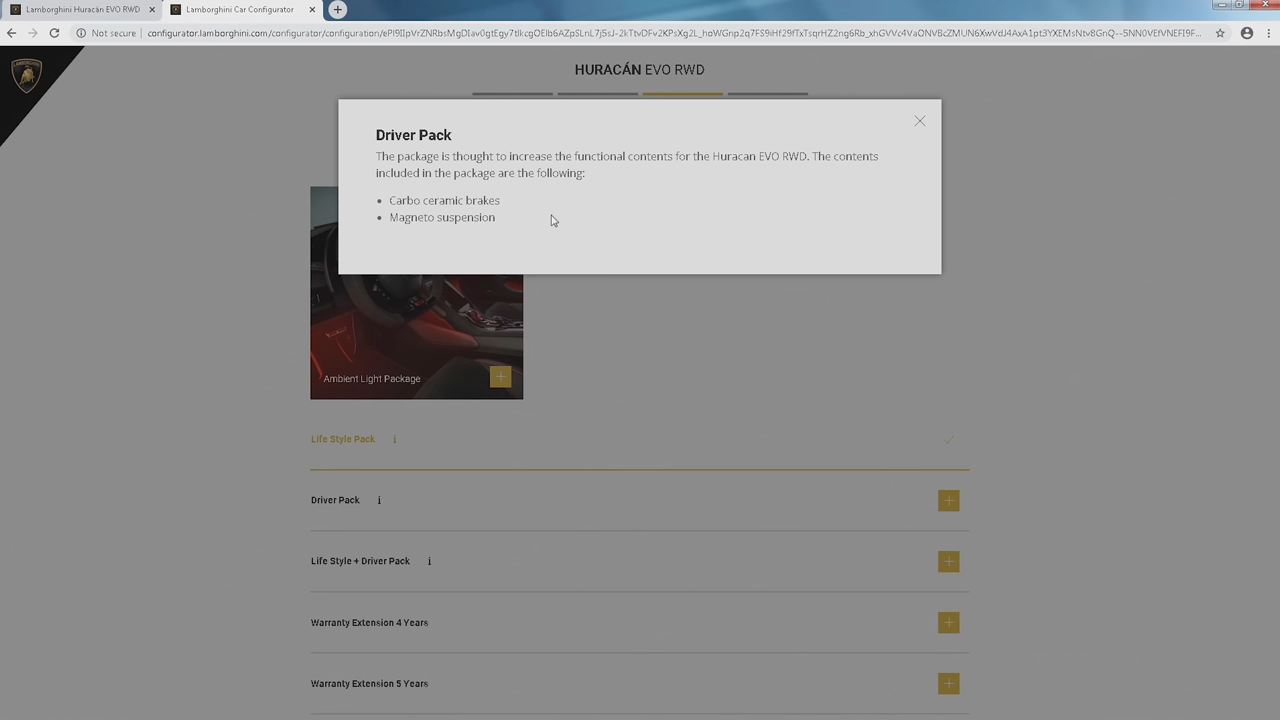 Lamborghini Huracán EVO RWD
Lamborghini Car Configurator
Not secure
HURACÁN EVO RWD
Driver Pack
The package is thought to increase the functional contents for the Huracan EVO RWD. The contents
included in the package are the following:
Carbo ceramic brakes
Magneto suspension
Ambient Light Package
Life Style Pack i
Driver Pack i
Life Style + Driver Pack i
Warranty Extension 4 Years
Warranty Extension 5 Years